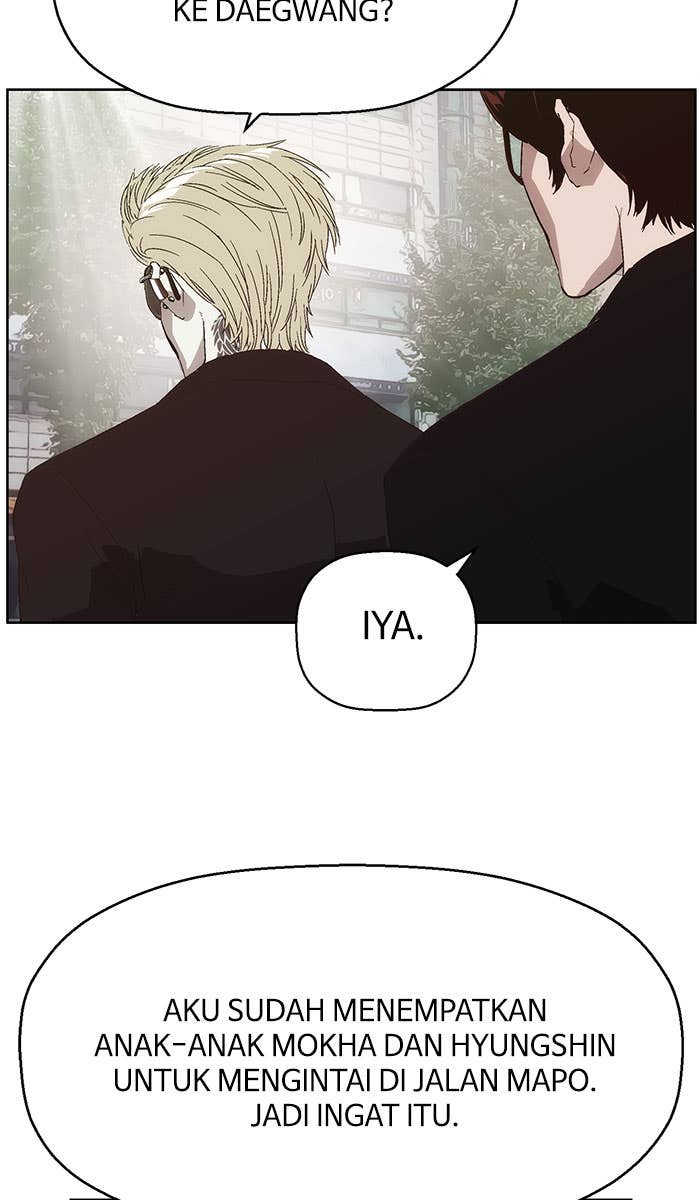 KE DAEGWANG?
IYA.
AKU SUDAH MENEMPATKAN
ANAK-ANAK MOKHA DAN HYUNGSHIN
UNTUK MENGINTAI DI JALAN MAPO.
JADI INGAT ITU.